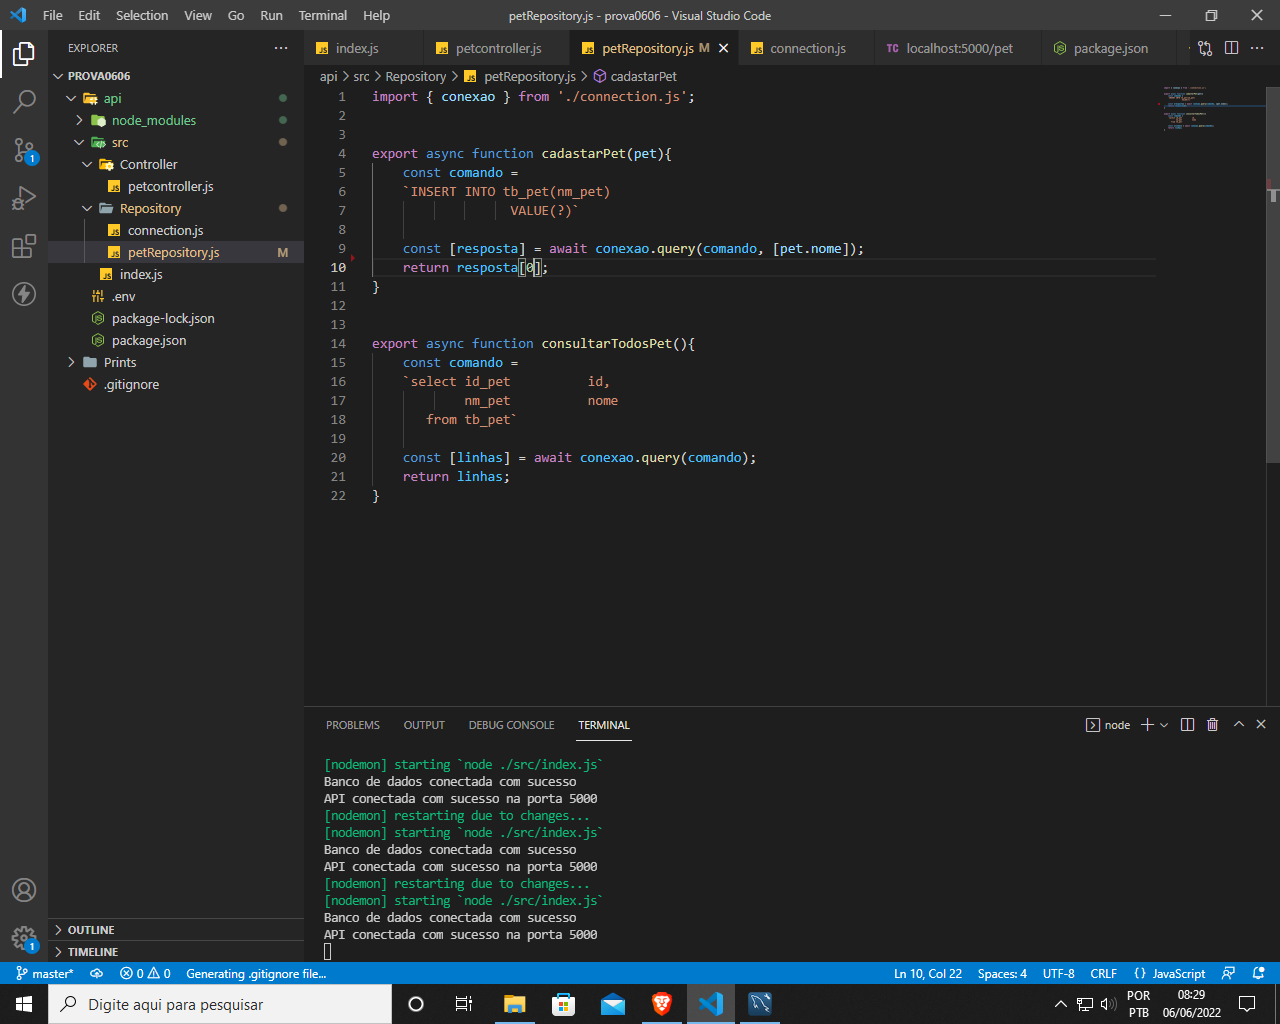 File Edit Selection View Go Run Terminal Help petRepository.js - prova0606 - Visual Studio Code
EXPLORER
PROVA0606
api
node_modules
src
Controller
JS petcontroller.js
Repository
JS connection.js
JS petRepository.js M
JS index.js
.env
package-lock.json
package.json
Prints
.gitignore
OUTLINE
TIMELINE
JS index.js JS petcontroller.js JS petRepository.js M JS connection.js TC localhost:5000/pet package.json
api > src > Repository > JS petRepository.js > cadastarPet
1 import { conexao } from './connection.js';
2
3
4 export async function cadastarPet(pet){
5 const comando =
6 `INSERT INTO tb_pet(nm_pet)
7 VALUE(?)`
8
9 const [resposta] = await conexao.query(comando, [pet.nome]);
10 return resposta[0];
11 }
12
13
14 export async function consultarTodosPet(){
15 const comando =
16 `select id_pet id,
17 nm_pet nome
18 from tb_pet`
19
20 const [linhas] = await conexao.query(comando);
21 return linhas;
22 }
PROBLEMS OUTPUT DEBUG CONSOLE TERMINAL node
[nodemon] starting `node ./src/index.js`
Banco de dados conectada com sucesso
API conectada com sucesso na porta 5000
[nodemon] restarting due to changes...
[nodemon] starting `node ./src/index.js`
Banco de dados conectada com sucesso
API conectada com sucesso na porta 5000
[nodemon] restarting due to changes...
[nodemon] starting `node ./src/index.js`
Banco de dados conectada com sucesso
API conectada com sucesso na porta 5000
1
1
master* 0 0 Generating .gitignore file... Ln 10, Col 22 Spaces: 4 UTF-8 CRLF {} JavaScript
Digite aqui para pesquisar
POR
PTB
08:29
06/06/2022